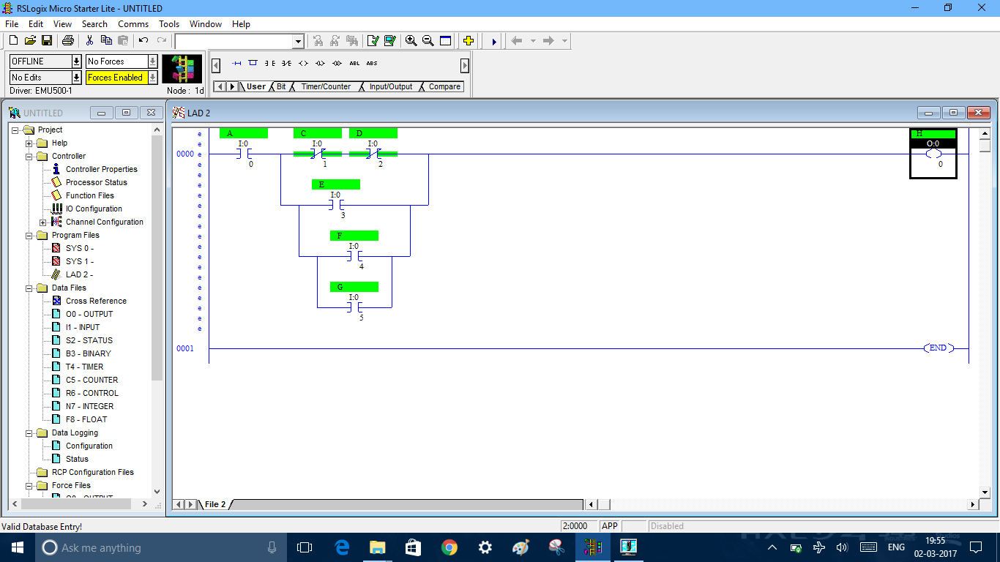 RSLogix Micro Starter Lite - UNTITLED
File Edit View Search Comms Tools Window Help
OFFLINE No Forces
No Edits Forces Enabled
Driver: EMU500-1 Node : 1d
ABL ABS
User Bit Timer/Counter Input/Output Compare
UNTITLED
Project
Help
Controller
Controller Properties
Processor Status
Function Files
IO Configuration
Channel Configuration
Program Files
SYS 0 -
SYS 1 -
LAD 2 -
Data Files
Cross Reference
O0 - OUTPUT
I1 - INPUT
S2 - STATUS
B3 - BINARY
T4 - TIMER
C5 - COUNTER
R6 - CONTROL
N7 - INTEGER
F8 - FLOAT
Data Logging
Configuration
Status
RCP Configuration Files
Force Files
O0 - OUTPUT
LAD 2
e A C D H
e I:0 I:0 I:0 O:0
0000 e
e 0 1 2 0
e
e E
e I:0
e
e 3
e
e F
e I:0
e
e 4
e
e G
e I:0
e
e 5
e
0001 END
File 2
Valid Database Entry! 2:0000 APP Disabled
Ask me anything ENG 19:55
02-03-2017